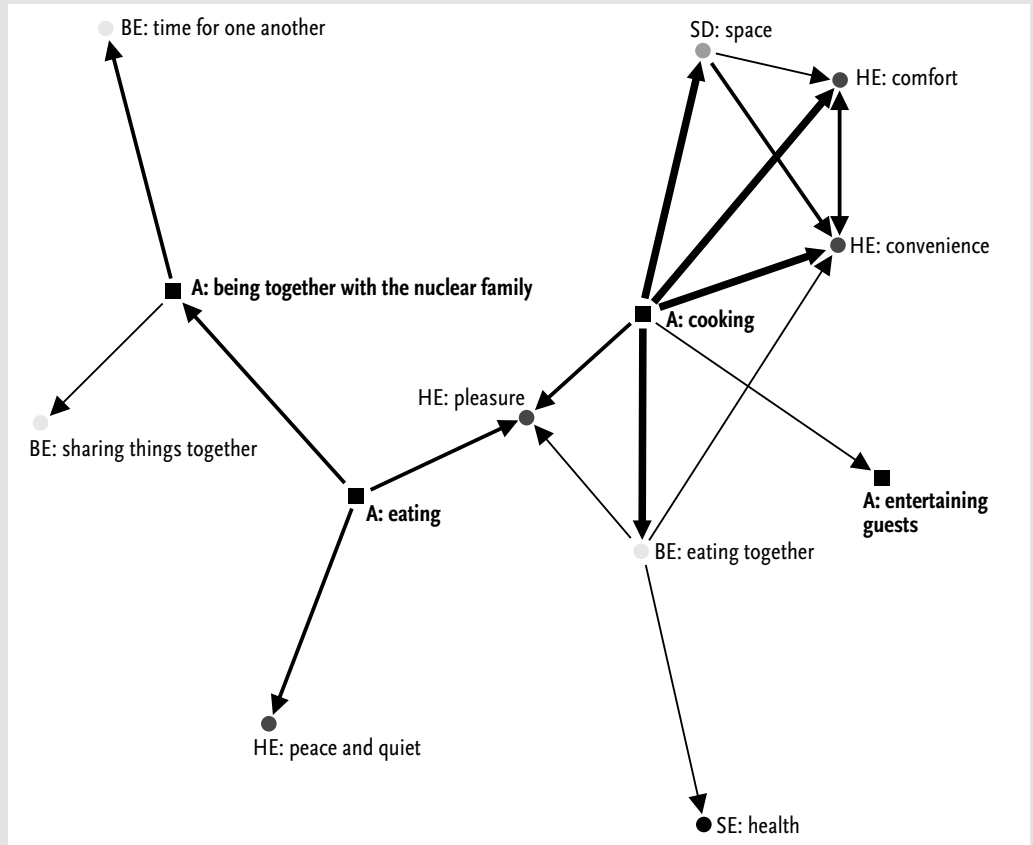 BE: time for one another
SD: space
HE: comfort
HE: convenience
A: being together with the nuclear family
A: cooking
HE: pleasure
BE: sharing things together
A: eating
A: entertaining
guests
BE: eating together
HE: peace and quiet
SE: health